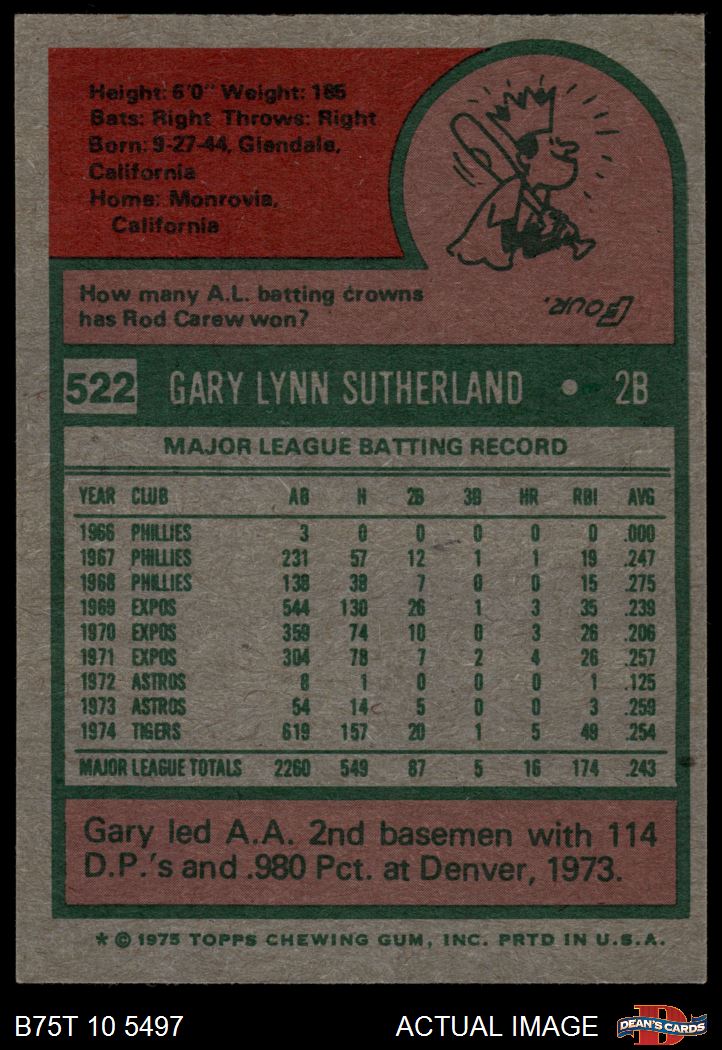 Height: 6'0" Weight: 185
Bats: Right Throws: Right
Born: 9-27-44, Glendale,
California
Home: Monrovia,
California
How many A.L. batting crowns
has Rod Carew won?
FOUR.
522 GARY LYNN SUTHERLAND • 2B
MAJOR LEAGUE BATTING RECORD
YEAR CLUB AB H 2B 3B HR RBI AVG
1966 PHILLIES 3 0 0 0 0 0 .000
1967 PHILLIES 231 57 12 1 1 19 .247
1968 PHILLIES 138 38 7 0 0 15 .275
1969 EXPOS 544 130 26 1 3 35 .239
1970 EXPOS 359 74 10 0 3 26 .206
1971 EXPOS 304 78 7 2 4 26 .257
1972 ASTROS 8 1 0 0 0 1 .125
1973 ASTROS 54 14 5 0 0 3 .259
1974 TIGERS 619 157 20 1 5 49 .254
MAJOR LEAGUE TOTALS 2260 549 87 5 16 174 .243
Gary led A.A. 2nd basemen with 114
D.P.'s and .980 Pct. at Denver, 1973.
* © 1975 TOPPS CHEWING GUM, INC. PRTD IN U.S.A.
B75T 10 5497 ACTUAL IMAGE D DEAN'S CARDS